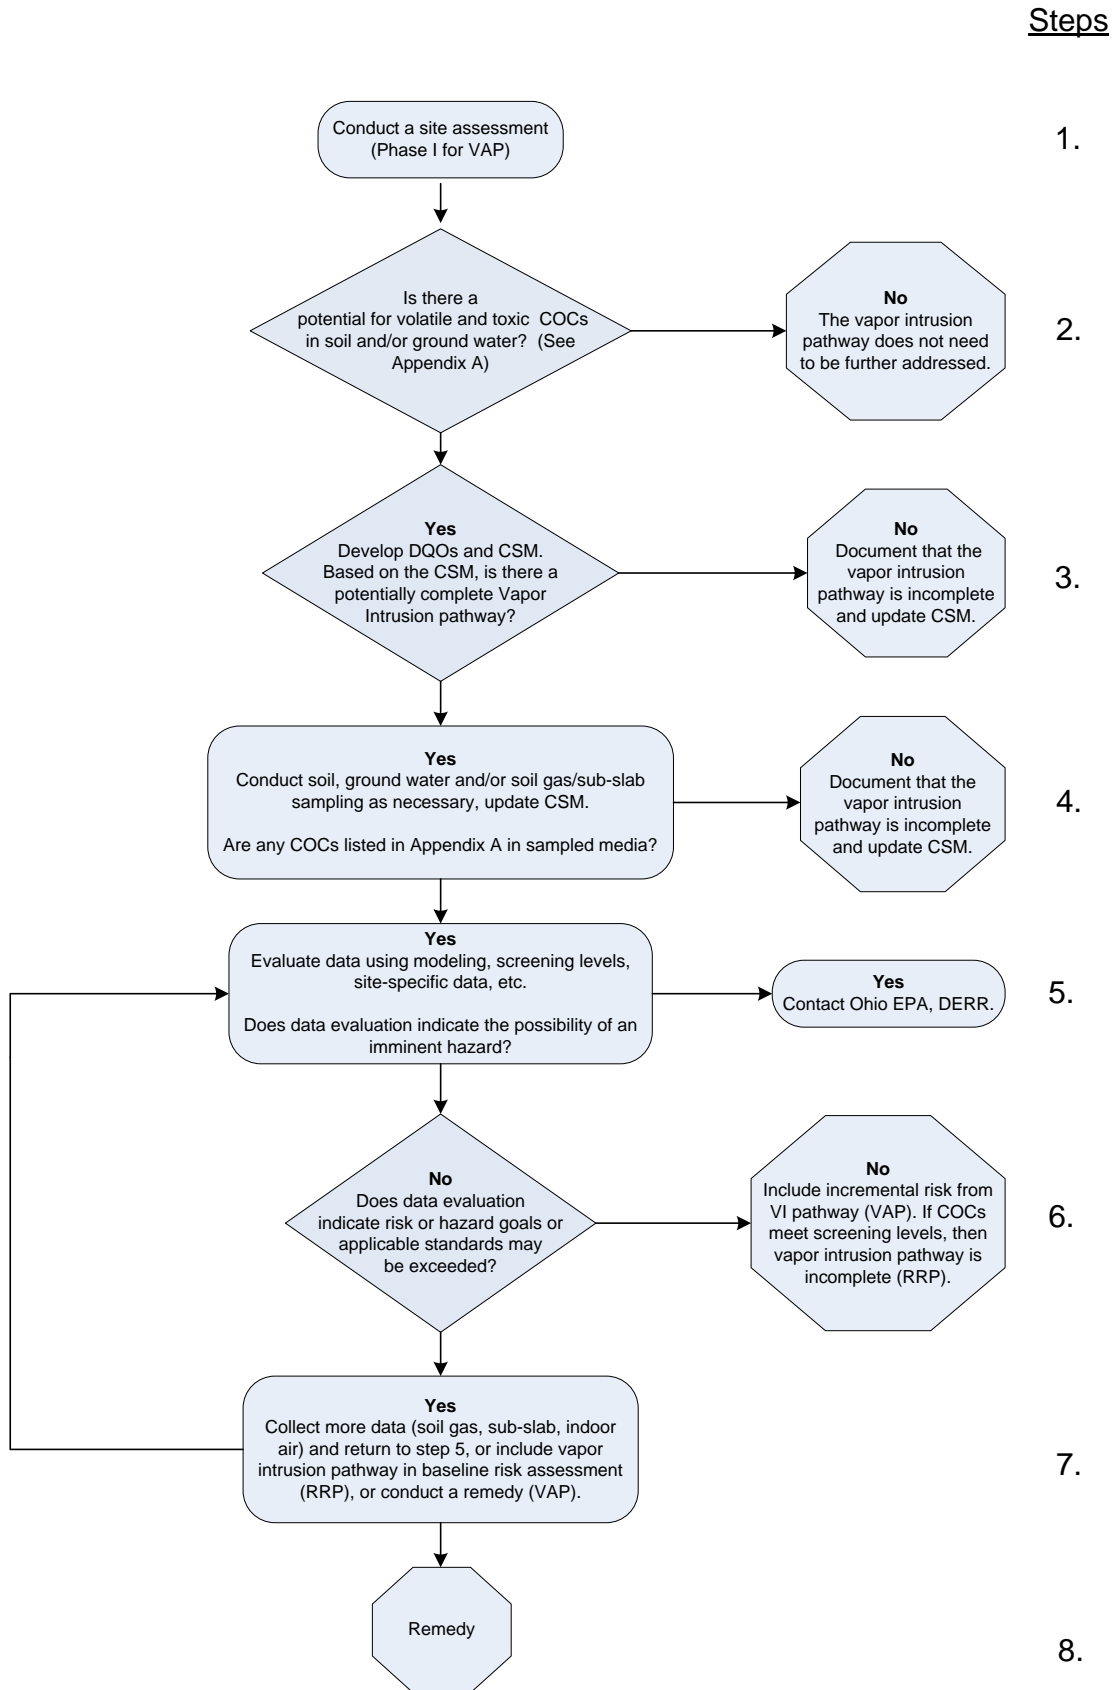 Steps
Conduct a site assessment
(Phase I for VAP)
1.
Is there a
potential for volatile and toxic COCs
in soil and/or ground water? (See
Appendix A)
No
The vapor intrusion
pathway does not need
to be further addressed.
2.
Yes
Develop DQOs and CSM.
Based on the CSM, is there a
potentially complete Vapor
Intrusion pathway?
No
Document that the
vapor intrusion
pathway is incomplete
and update CSM.
3.
Yes
Conduct soil, ground water and/or soil gas/sub-slab
sampling as necessary, update CSM.
Are any COCs listed in Appendix A in sampled media?
No
Document that the
vapor intrusion
pathway is incomplete
and update CSM.
4.
Yes
Evaluate data using modeling, screening levels,
site-specific data, etc.
Does data evaluation indicate the possibility of an
imminent hazard?
Yes
Contact Ohio EPA, DERR.
5.
No
Does data evaluation
indicate risk or hazard goals or
applicable standards may
be exceeded?
No
Include incremental risk from
VI pathway (VAP). If COCs
meet screening levels, then
vapor intrusion pathway is
incomplete (RRP).
6.
Yes
Collect more data (soil gas, sub-slab, indoor
air) and return to step 5, or include vapor
intrusion pathway in baseline risk assessment
(RRP), or conduct a remedy (VAP).
7.
Remedy
8.